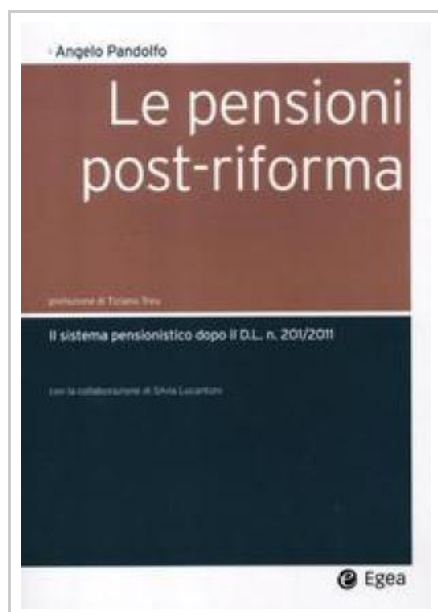 Angelo Pandolfo
Le pensioni
post-riforma
prefazione di Tiziano Treu
Il sistema pensionistico dopo il D.L. n. 201/2011
con la collaborazione di Silvia Lucantoni
Egea